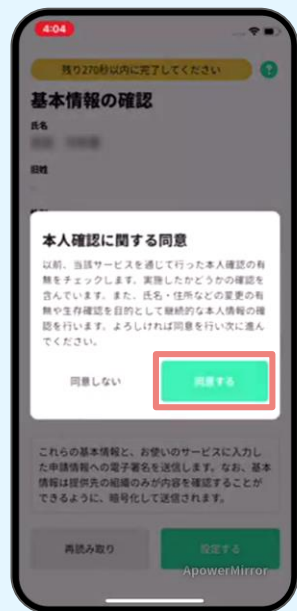 4:04
残り270秒以内に完了してください
?
基本情報の確認
氏名
旧姓
本人確認に関する同意
以前、当該サービスを通じて行った本人確認の有
無をチェックします。実施したかどうかの確認を
含んでいます。また、氏名・住所などの変更の有
無や生存確認を目的として継続的な本人情報の確
認を行います。よろしければ同意を行い次に進ん
でください。
同意しない
同意する
これらの基本情報と、お使いのサービスに入力し
た申請情報への電子署名を送信します。なお、基本
情報は提供先の組織のみが内容を確認することが
できるように、暗号化して送信されます。
再読み取り
設定する
ApowerMirror